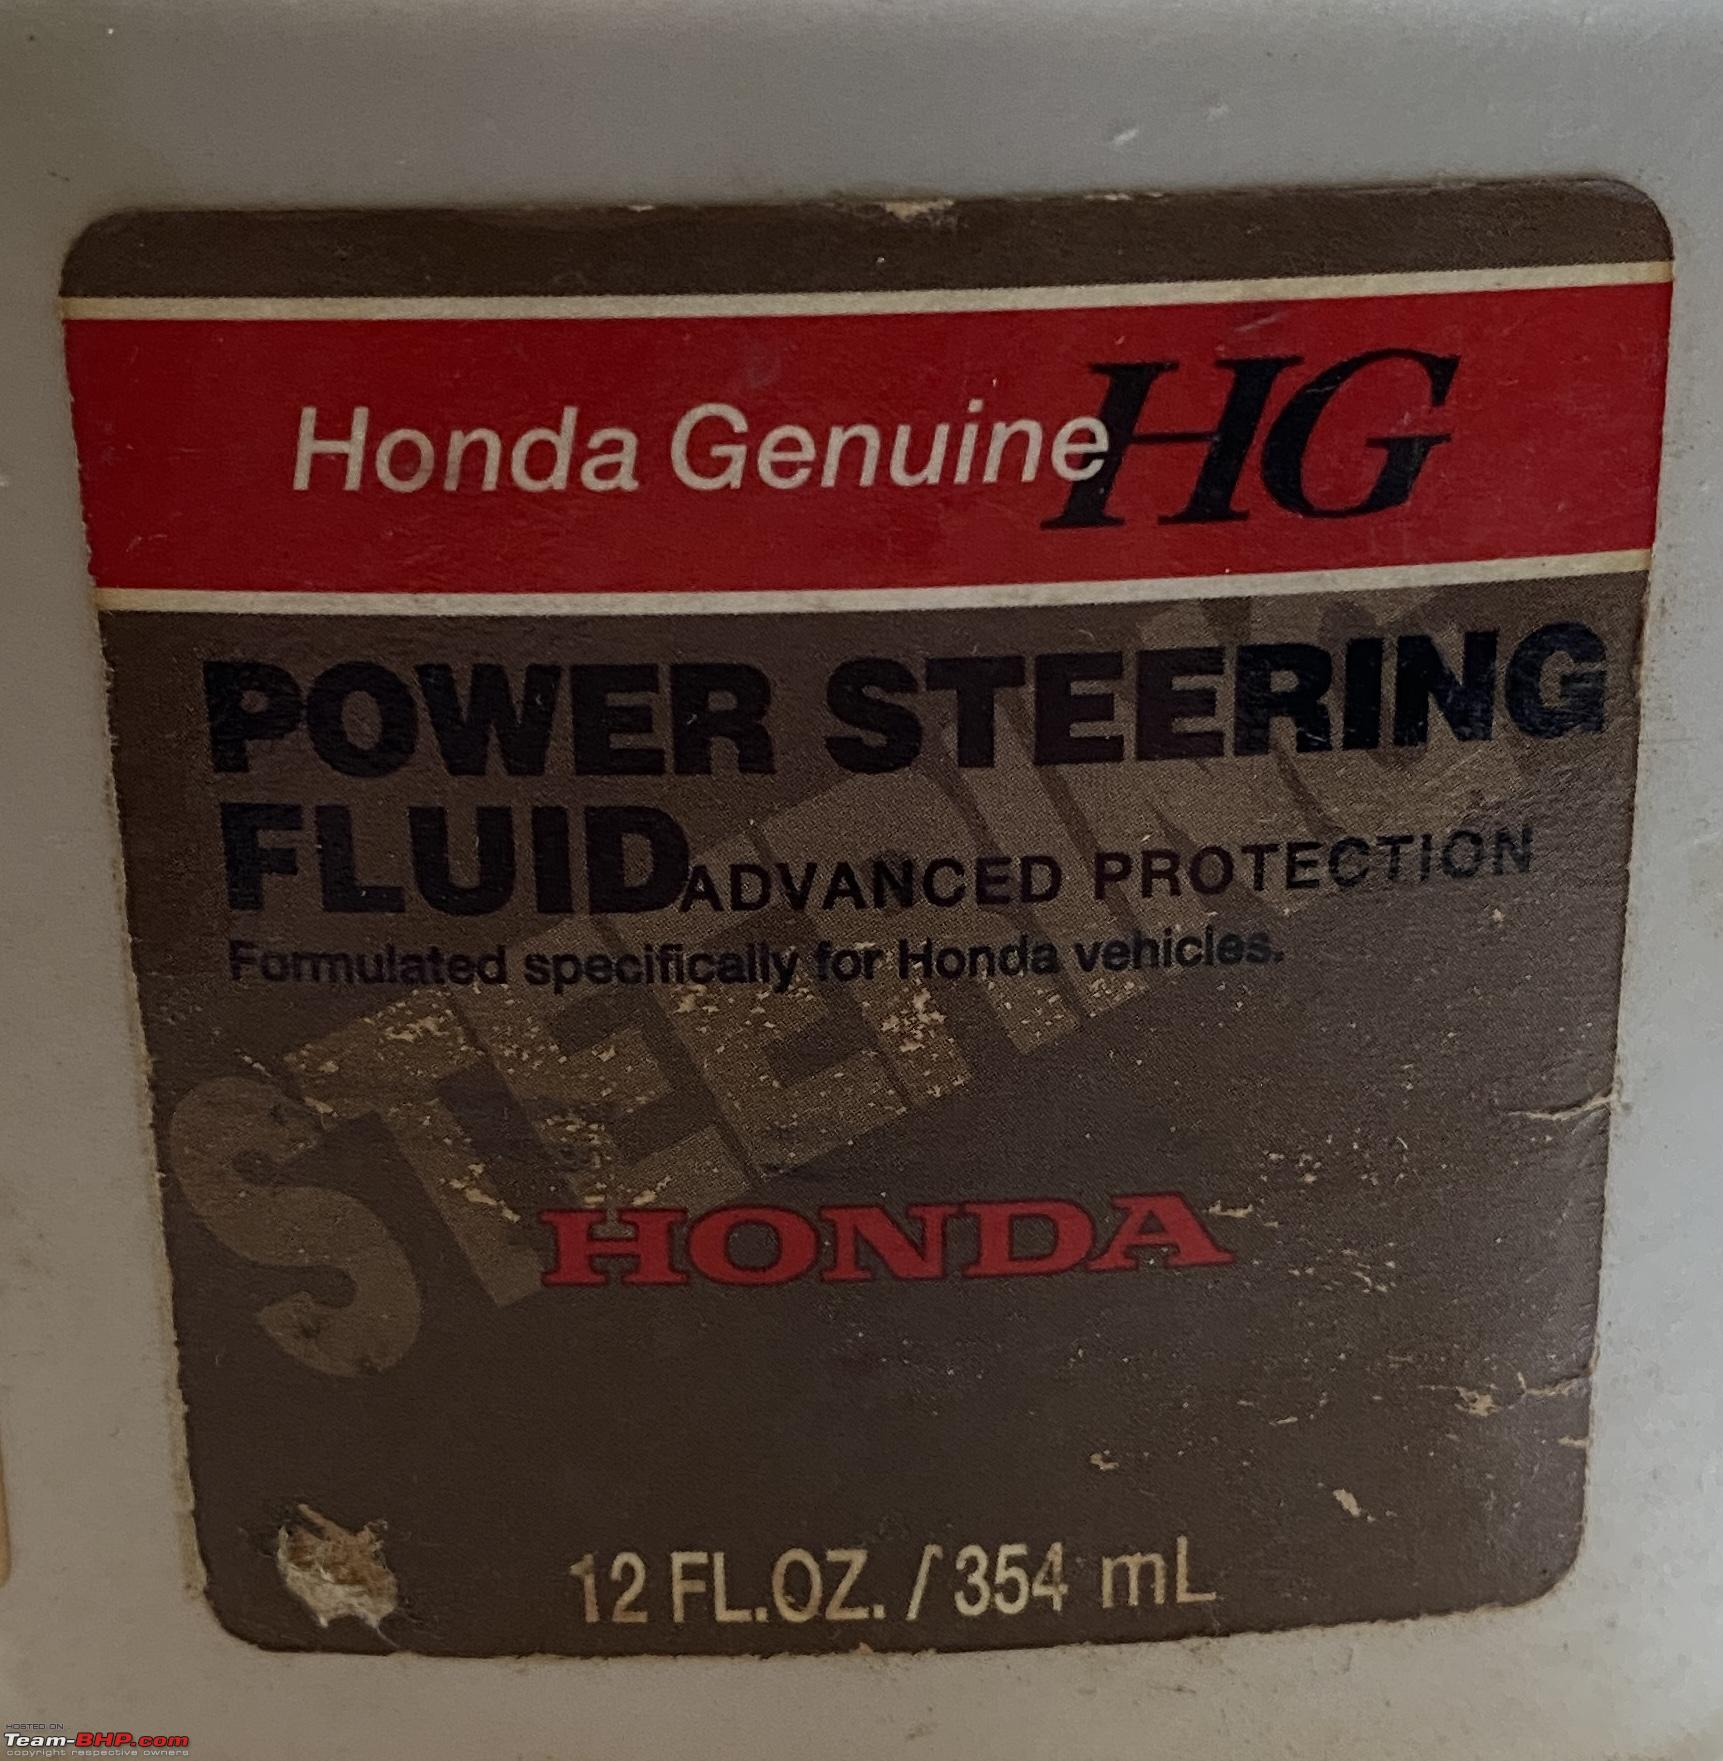 Honda Genuine HG
POWER STEERING
FLUID ADVANCED PROTECTION
Formulated specifically for Honda vehicles.
STEERING
HONDA
12 FL.OZ. / 354 mL
HOSTED ON
Team-BHP.com
copyright respective owners